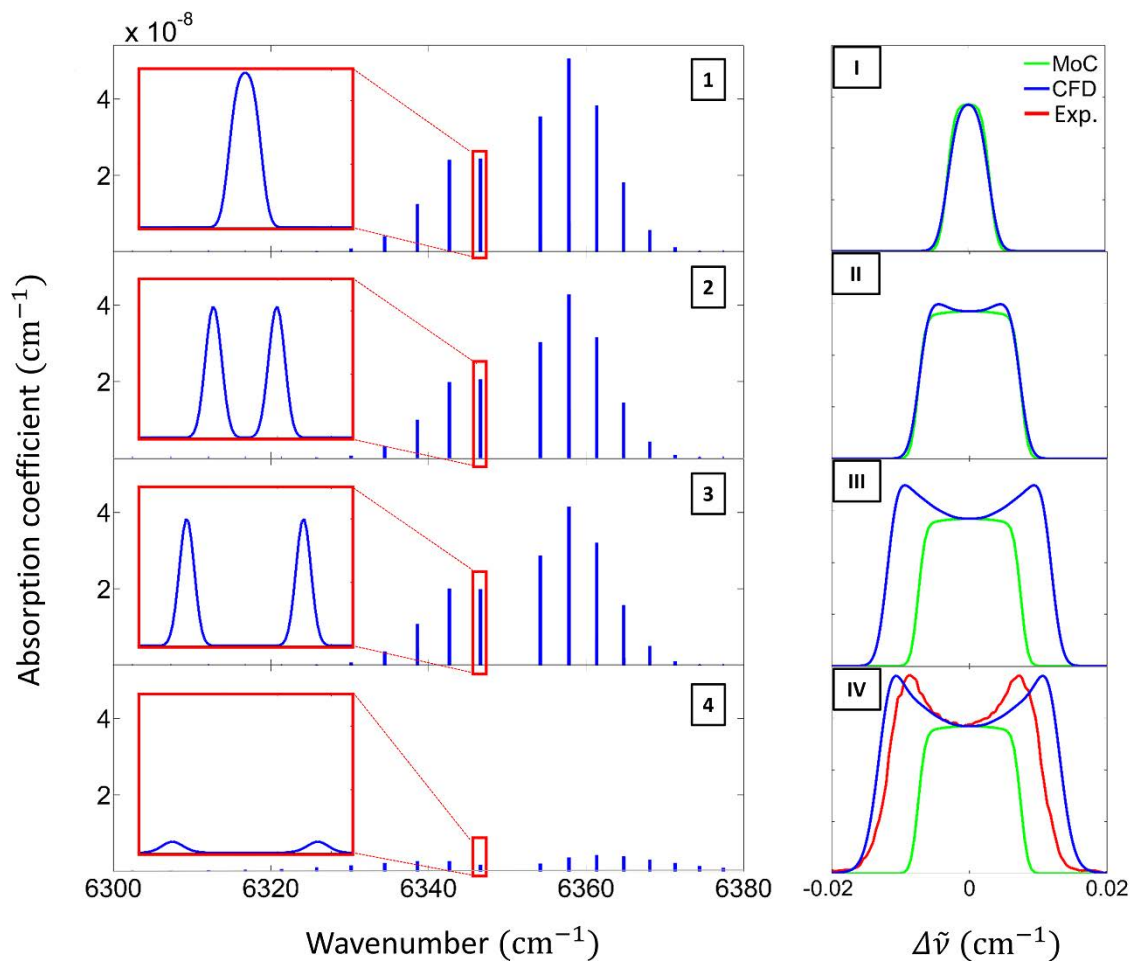 x 10⁻⁸
4
2
1
4
2
2
4
2
3
4
2
4
6300
6320
6340
6360
6380
Absorption coefficient (cm⁻¹)
Wavenumber (cm⁻¹)
I
MoC
CFD
Exp.
II
III
IV
-0.02
0
0.02
Δṽ (cm⁻¹)